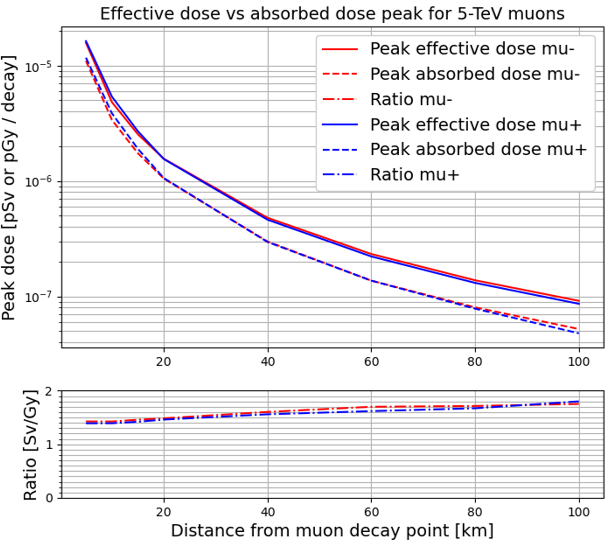 Effective dose vs absorbed dose peak for 5-TeV muons
Peak dose [pSv or pGy / decay]
10⁻⁵
10⁻⁶
10⁻⁷
Peak effective dose mu-
Peak absorbed dose mu-
Ratio mu-
Peak effective dose mu+
Peak absorbed dose mu+
Ratio mu+
20 40 60 80 100
Ratio [Sv/Gy]
2
1
0
20 40 60 80 100
Distance from muon decay point [km]